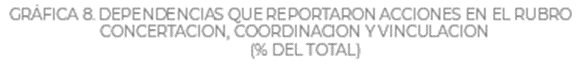 GRÁFICA 8. DEPENDENCIAS QUE REPORTARON ACCIONES EN EL RUBRO
CONCERTACION, COORDINACION Y VINCULACION
(% DEL TOTAL)